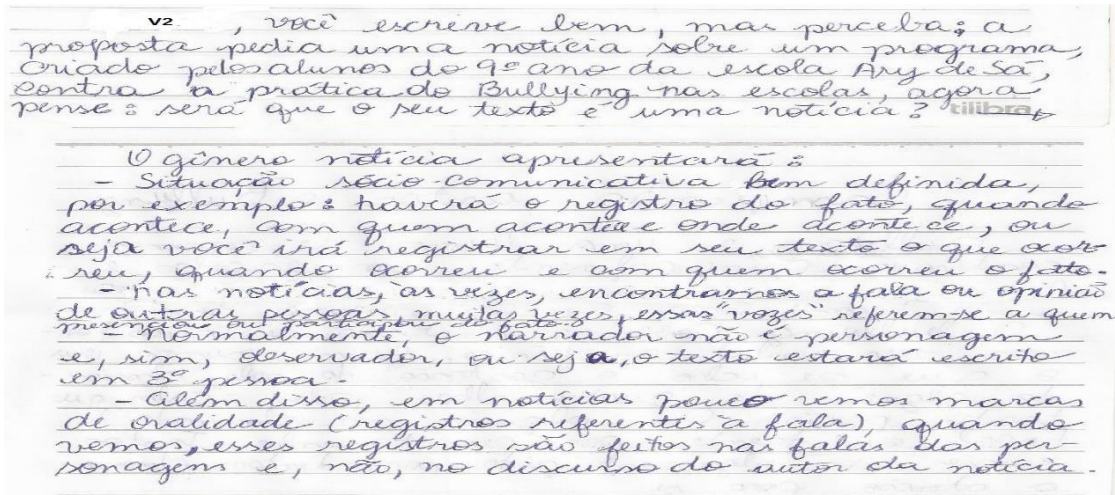 V2 , você escreve bem, mas perceba: a
proposta pedia uma notícia sobre um programa,
criado pelos alunos do 9º ano da escola Ary de Sá,
contra a prática do Bullying nas escolas, agora
pense: será que o seu texto é uma notícia? tilibra
O gênero notícia apresentará:
- Situação sócio-comunicativa bem definida,
por exemplo: haverá o registro do fato, quando
acontece, com quem acontece e onde acontece, ou
seja você irá registrar em seu texto o que ocor-
reu, quando ocorreu e com quem ocorreu o fato.
- Nas notícias, às vezes, encontramos a fala ou opinião
de outras pessoas, muitas vezes, essas "vozes" referem-se a quem
presenciou ou participou do fato.
- Normalmente, o narrador não é personagem
e, sim, observador, ou seja, o texto estará escrito
em 3ª pessoa.
- Além disso, em notícias pouco vemos marcas
de oralidade (registros referentes à fala), quando
vemos, esses registros são feitos nas falas das per-
sonagens e, não, no discurso do autor da notícia.